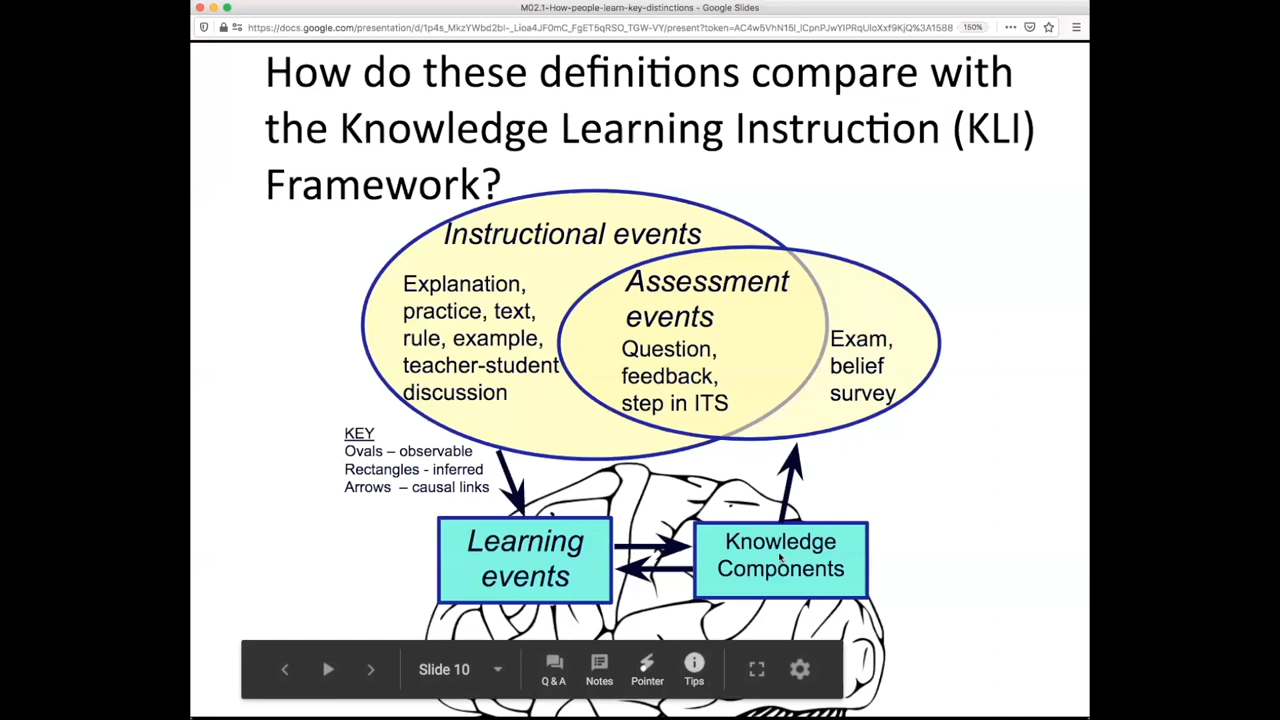 M02.1-How-people-learn-key-distinctions - Google Slides
150%
How do these definitions compare with
the Knowledge Learning Instruction (KLI)
Framework?
Instructional events
Explanation,
practice, text,
rule, example,
teacher-student
discussion
Assessment
events
Question,
feedback,
step in ITS
Exam,
belief
survey
KEY
Ovals – observable
Rectangles - inferred
Arrows – causal links
Learning
events
Knowledge
Components
Slide 10
Q & A
Notes
Pointer
Tips